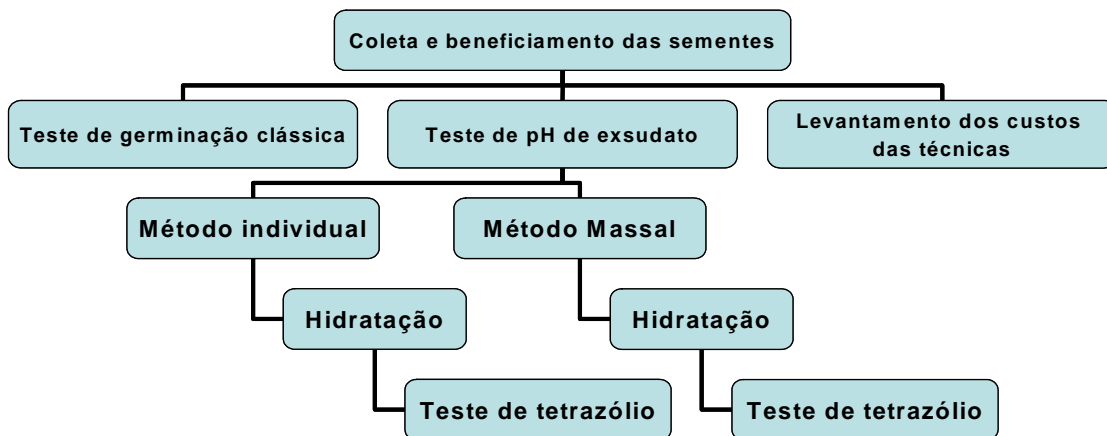 Coleta e beneficiamento das sementes
Teste de germinação clássica
Teste de pH de exsudato
Levantamento dos custos
das técnicas
Método individual
Método Massal
Hidratação
Hidratação
Teste de tetrazólio
Teste de tetrazólio